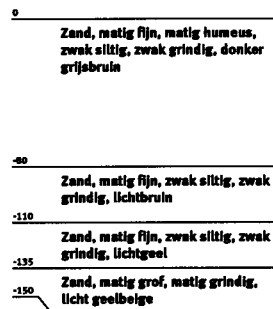 0
Zand, matig fijn, matig humeus,
zwak siltig, zwak grindig, donker
grijsbruin
-80
Zand, matig fijn, zwak siltig, zwak
grindig, lichtbruin
-110
Zand, matig fijn, zwak siltig, zwak
grindig, lichtgeel
-135
Zand, matig grof, matig grindig,
licht geelbeige
-150